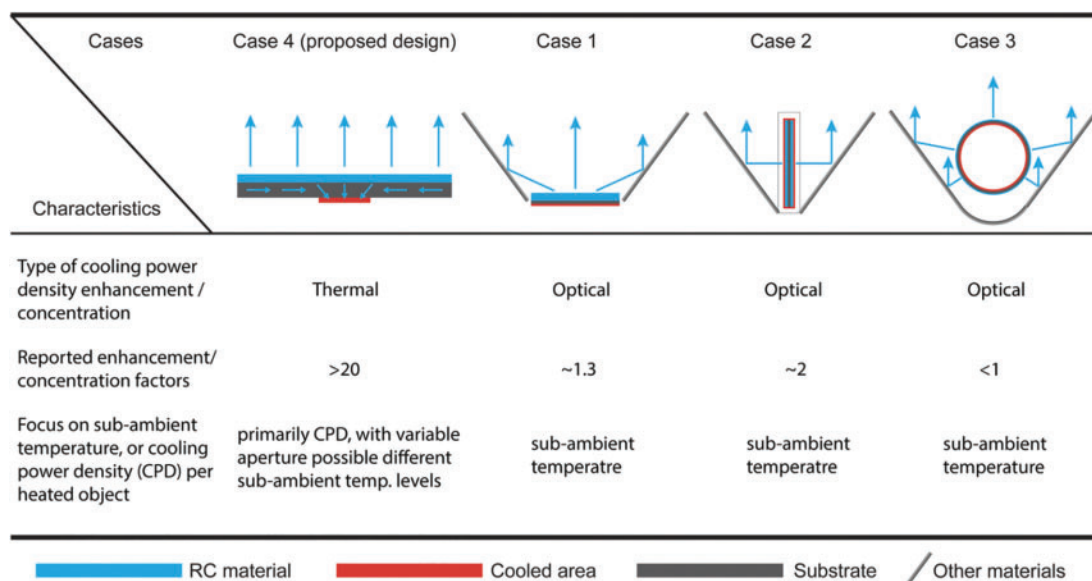 Cases
Case 4 (proposed design)
Case 1
Case 2
Case 3
Characteristics
Type of cooling power
density enhancement /
concentration
Thermal
Optical
Optical
Optical
Reported enhancement/
concentration factors
>20
~1.3
~2
<1
Focus on sub-ambient
temperature, or cooling
power density (CPD) per
heated object
primarily CPD, with variable
aperture possible different
sub-ambient temp. levels
sub-ambient
temperatre
sub-ambient
temperatre
sub-ambient
temperature
RC material
Cooled area
Substrate
Other materials